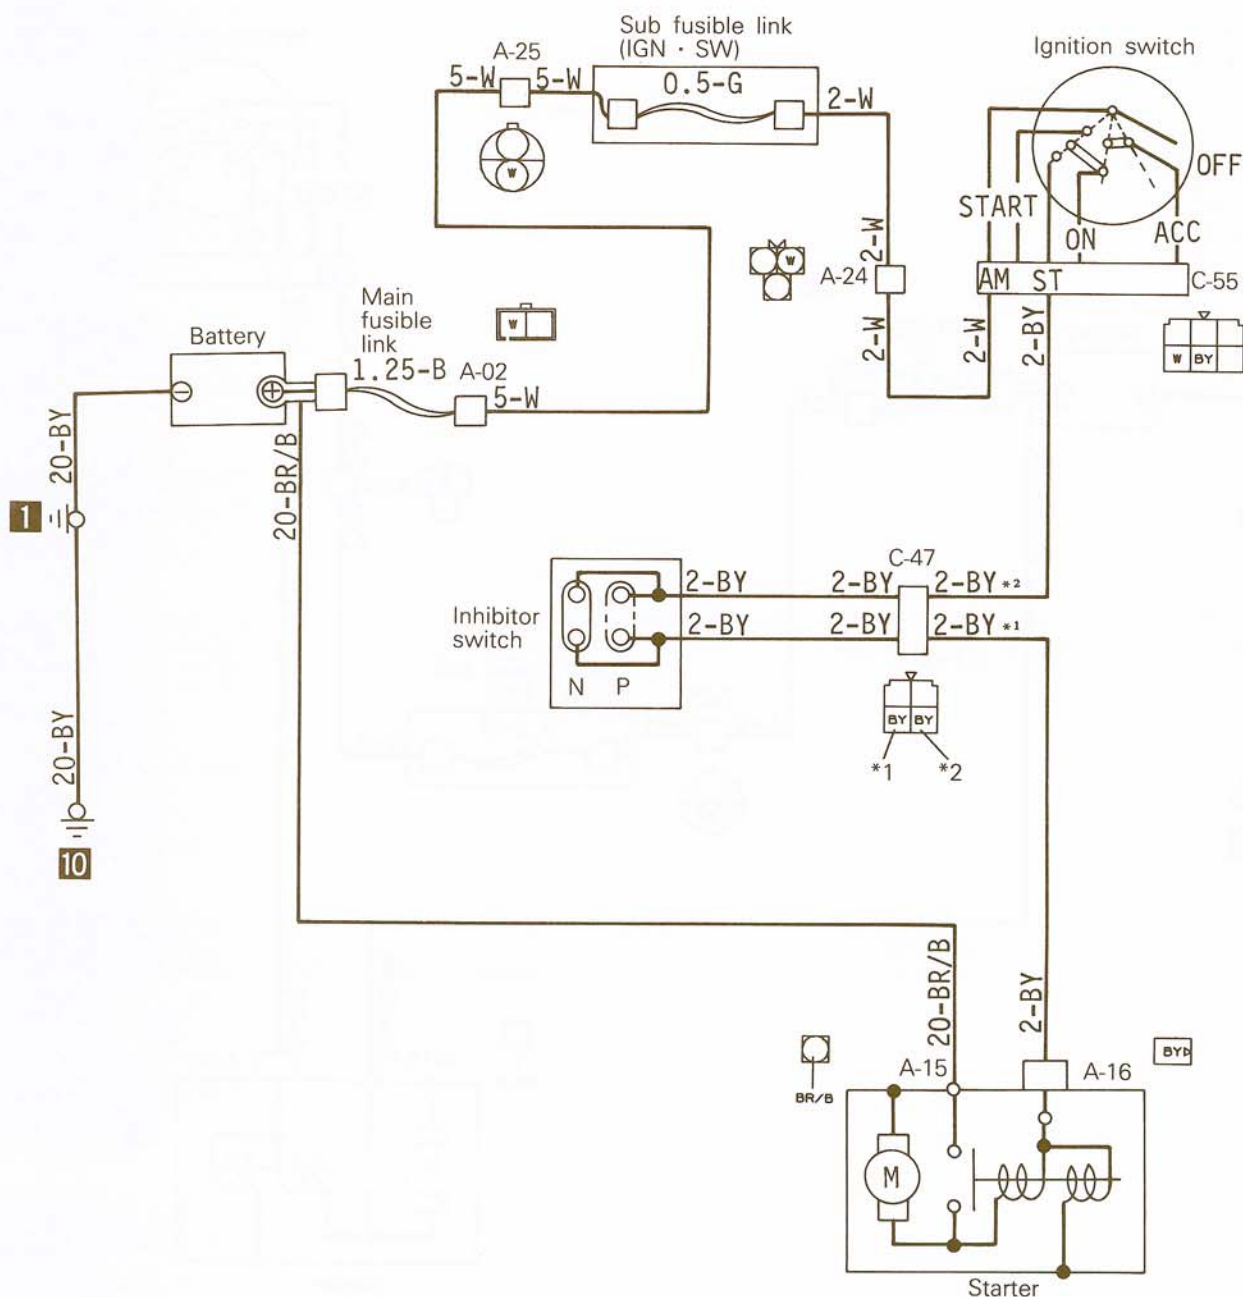 Sub fusible link
(IGN · SW)
A-25
5-W
5-W
0.5-G
2-W
W
Ignition switch
OFF
START
ON
ACC
AM ST
C-55
W BY
2-W
A-24
W
2-W
2-W
2-BY
Main
fusible
link
W
Battery
1.25-B
A-02
5-W
20-BY
20-BR/B
1
C-47
2-BY
2-BY
2-BY*2
Inhibitor
switch
2-BY
2-BY
2-BY*1
N P
BY BY
*1 *2
20-BY
10
20-BR/B
2-BY
A-15
A-16
BY
BR/B
M
Starter